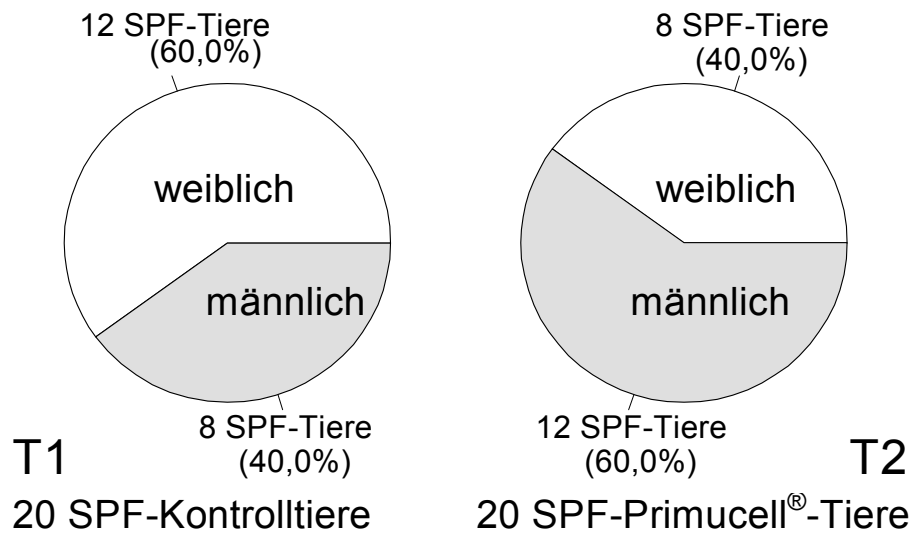 12 SPF-Tiere
(60,0%)
weiblich
männlich
8 SPF-Tiere
(40,0%)
T1
20 SPF-Kontrolltiere
8 SPF-Tiere
(40,0%)
weiblich
männlich
12 SPF-Tiere
(60,0%)
T2
20 SPF-Primucell®-Tiere